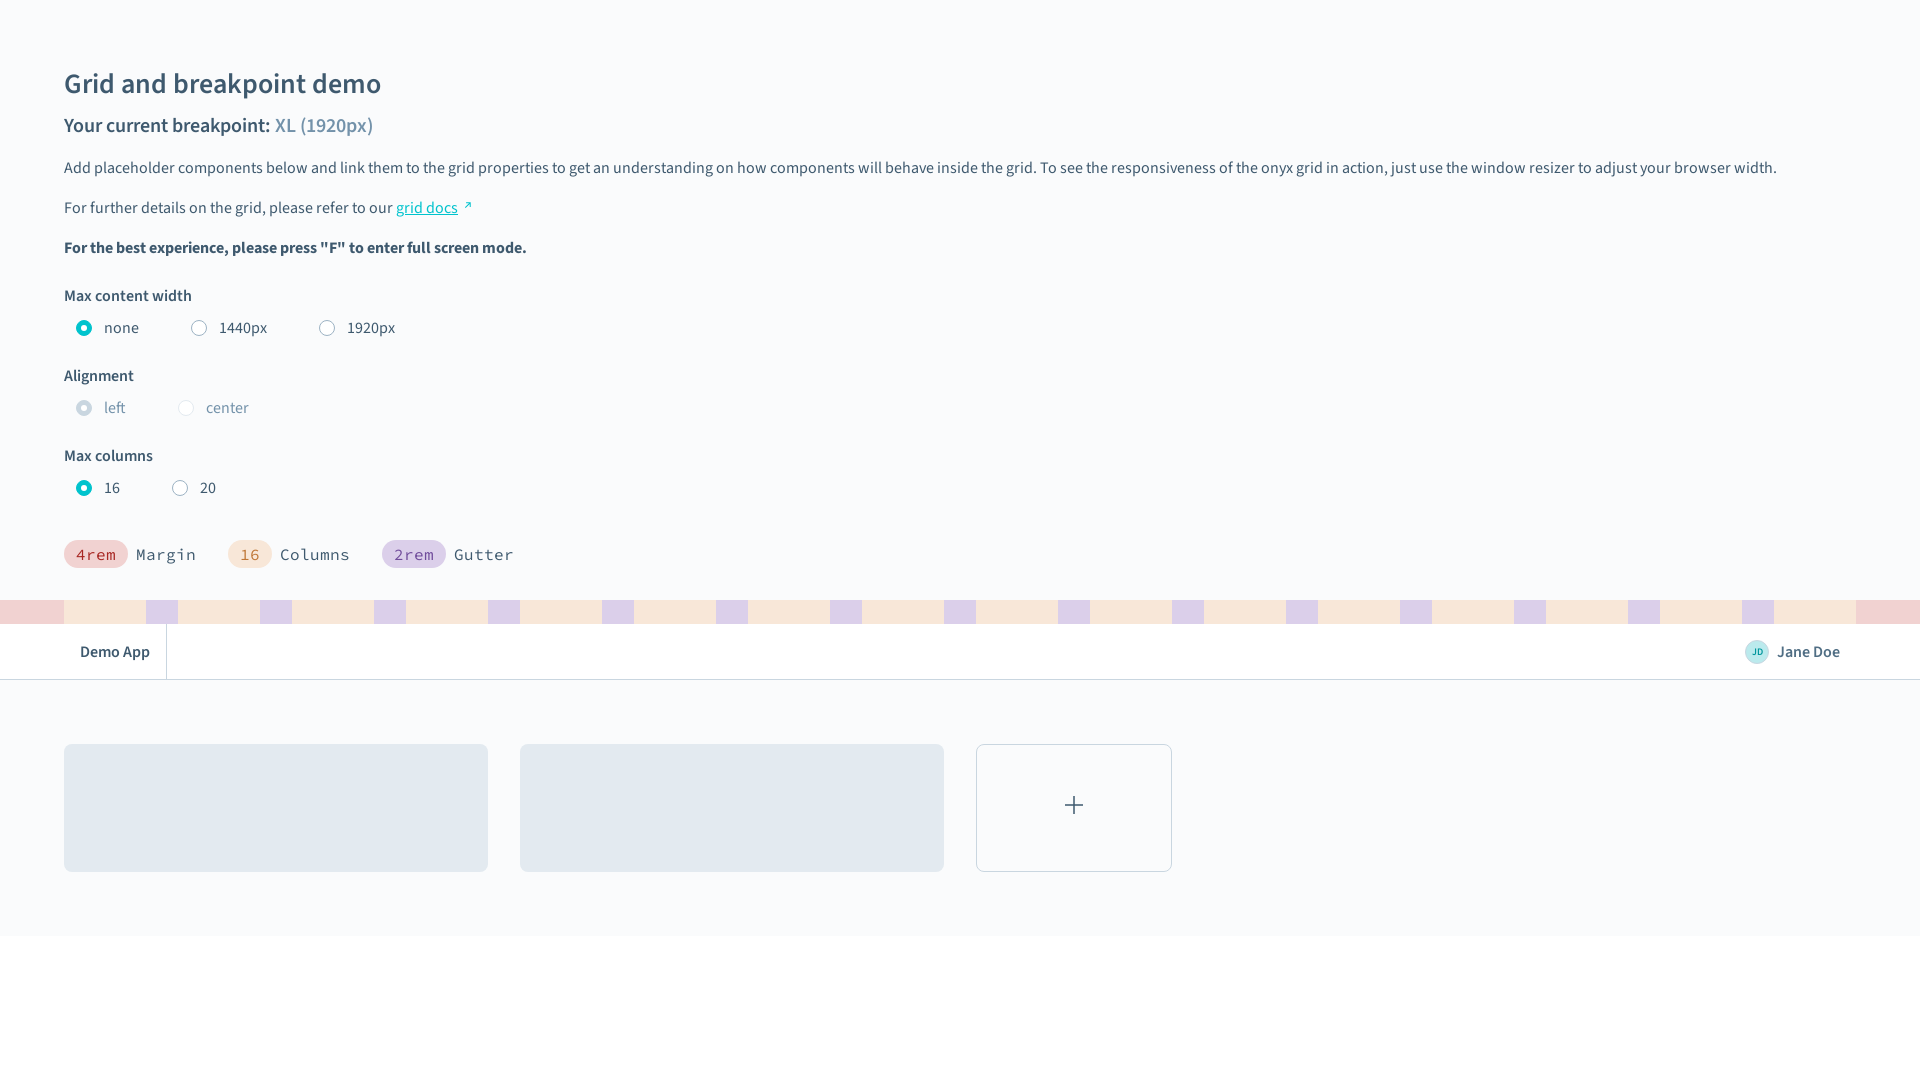 Grid and breakpoint demo
Your current breakpoint: XL (1920px)
Add placeholder components below and link them to the grid properties to get an understanding on how components will behave inside the grid. To see the responsiveness of the onyx grid in action, just use the window resizer to adjust your browser width.
For further details on the grid, please refer to our grid docs
For the best experience, please press "F" to enter full screen mode.
Max content width
none 1440px 1920px
Alignment
left center
Max columns
16 20
4rem Margin 16 Columns 2rem Gutter
Demo App JD Jane Doe